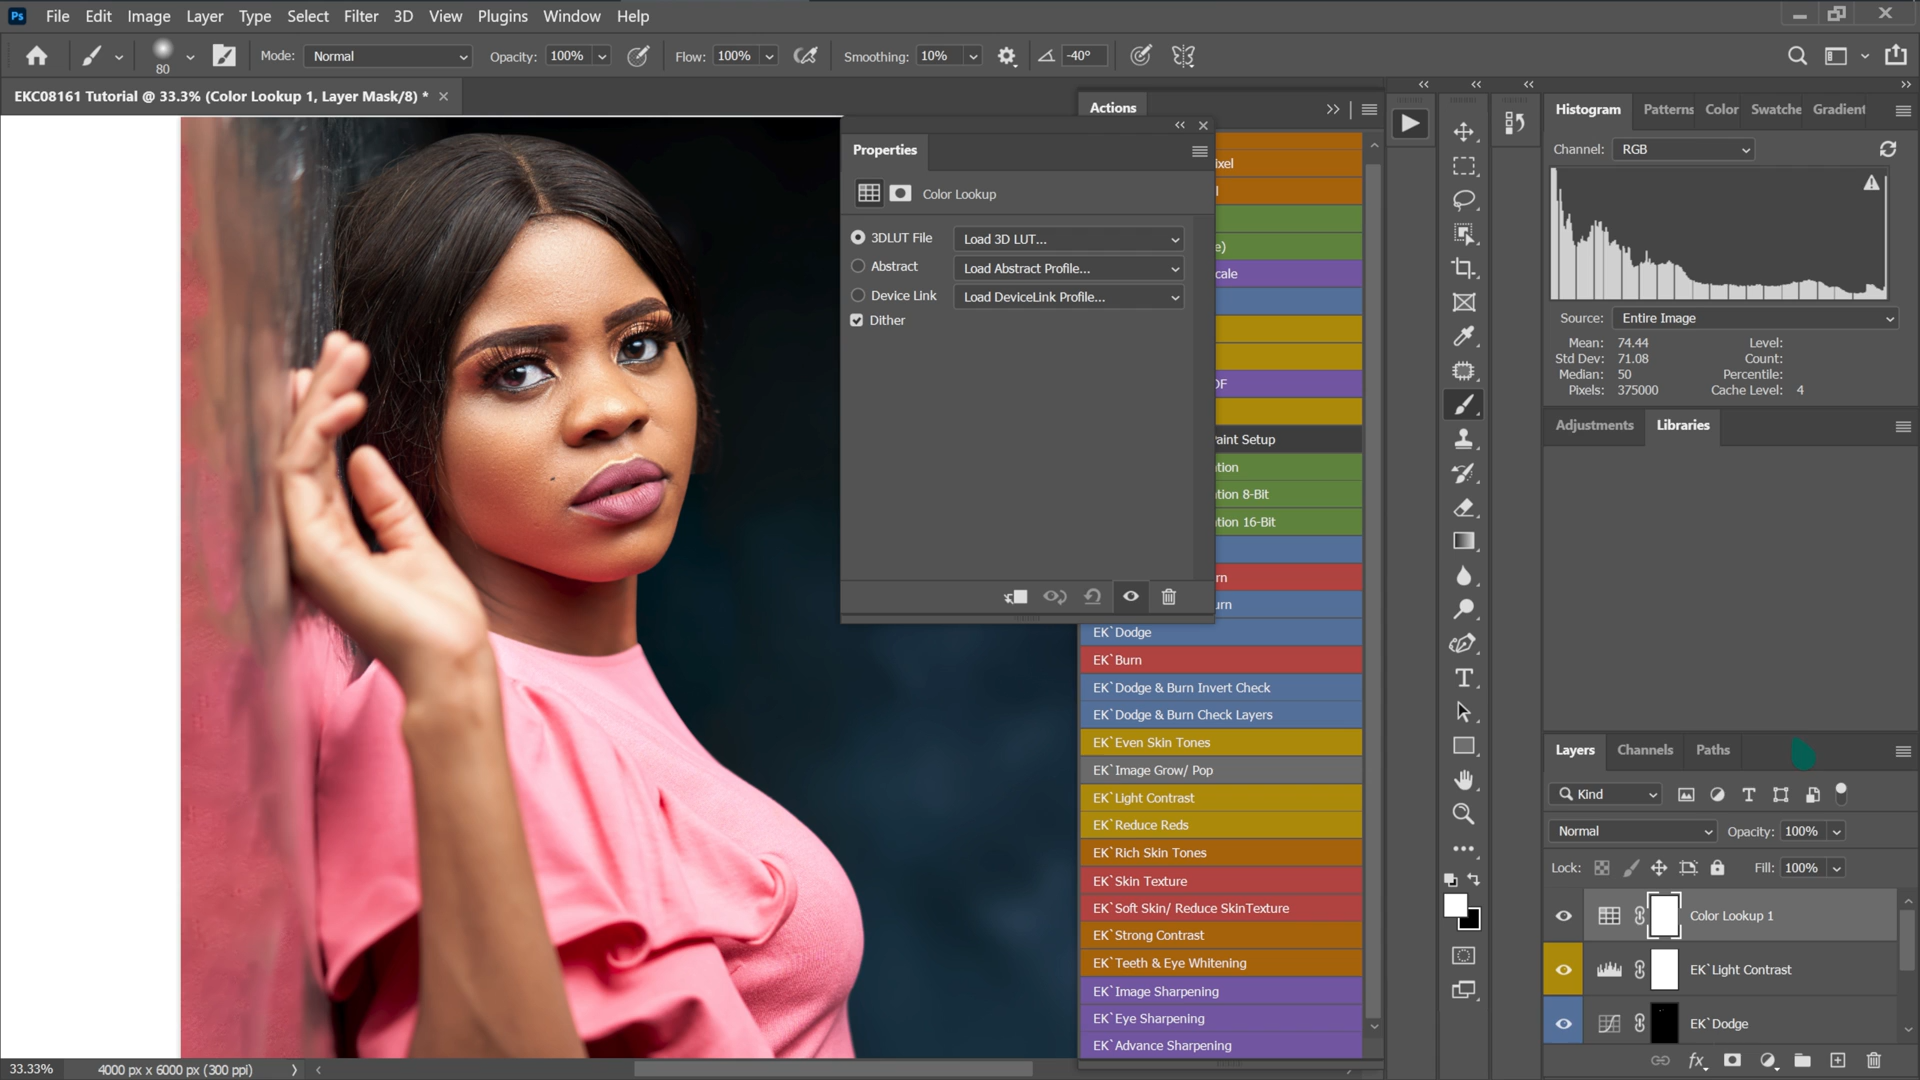 Ps File Edit Image Layer Type Select Filter 3D View Plugins Window Help
80 Mode: Normal Opacity: 100% Flow: 100% Smoothing: 10% -40°
EKC08161 Tutorial @ 33.3% (Color Lookup 1, Layer Mask/8) *
Actions
Properties
Color Lookup
3DLUT File Load 3D LUT...
Abstract Load Abstract Profile...
Device Link Load DeviceLink Profile...
Dither
ixel
l
e)
cale
OF
aint Setup
tion
tion 8-Bit
tion 16-Bit
rn
urn
EK`Dodge
EK`Burn
EK`Dodge & Burn Invert Check
EK`Dodge & Burn Check Layers
EK`Even Skin Tones
EK`Image Grow/ Pop
EK`Light Contrast
EK`Reduce Reds
EK`Rich Skin Tones
EK`Skin Texture
EK`Soft Skin/ Reduce SkinTexture
EK`Strong Contrast
EK`Teeth & Eye Whitening
EK`Image Sharpening
EK`Eye Sharpening
EK`Advance Sharpening
Histogram Patterns Color Swatche Gradient
Channel: RGB
Source: Entire Image
Mean: 74.44 Level:
Std Dev: 71.08 Count:
Median: 50 Percentile:
Pixels: 375000 Cache Level: 4
Adjustments Libraries
Layers Channels Paths
Kind
Normal Opacity: 100%
Lock: Fill: 100%
Color Lookup 1
EK`Light Contrast
EK`Dodge
33.33% 4000 px x 6000 px (300 ppi)